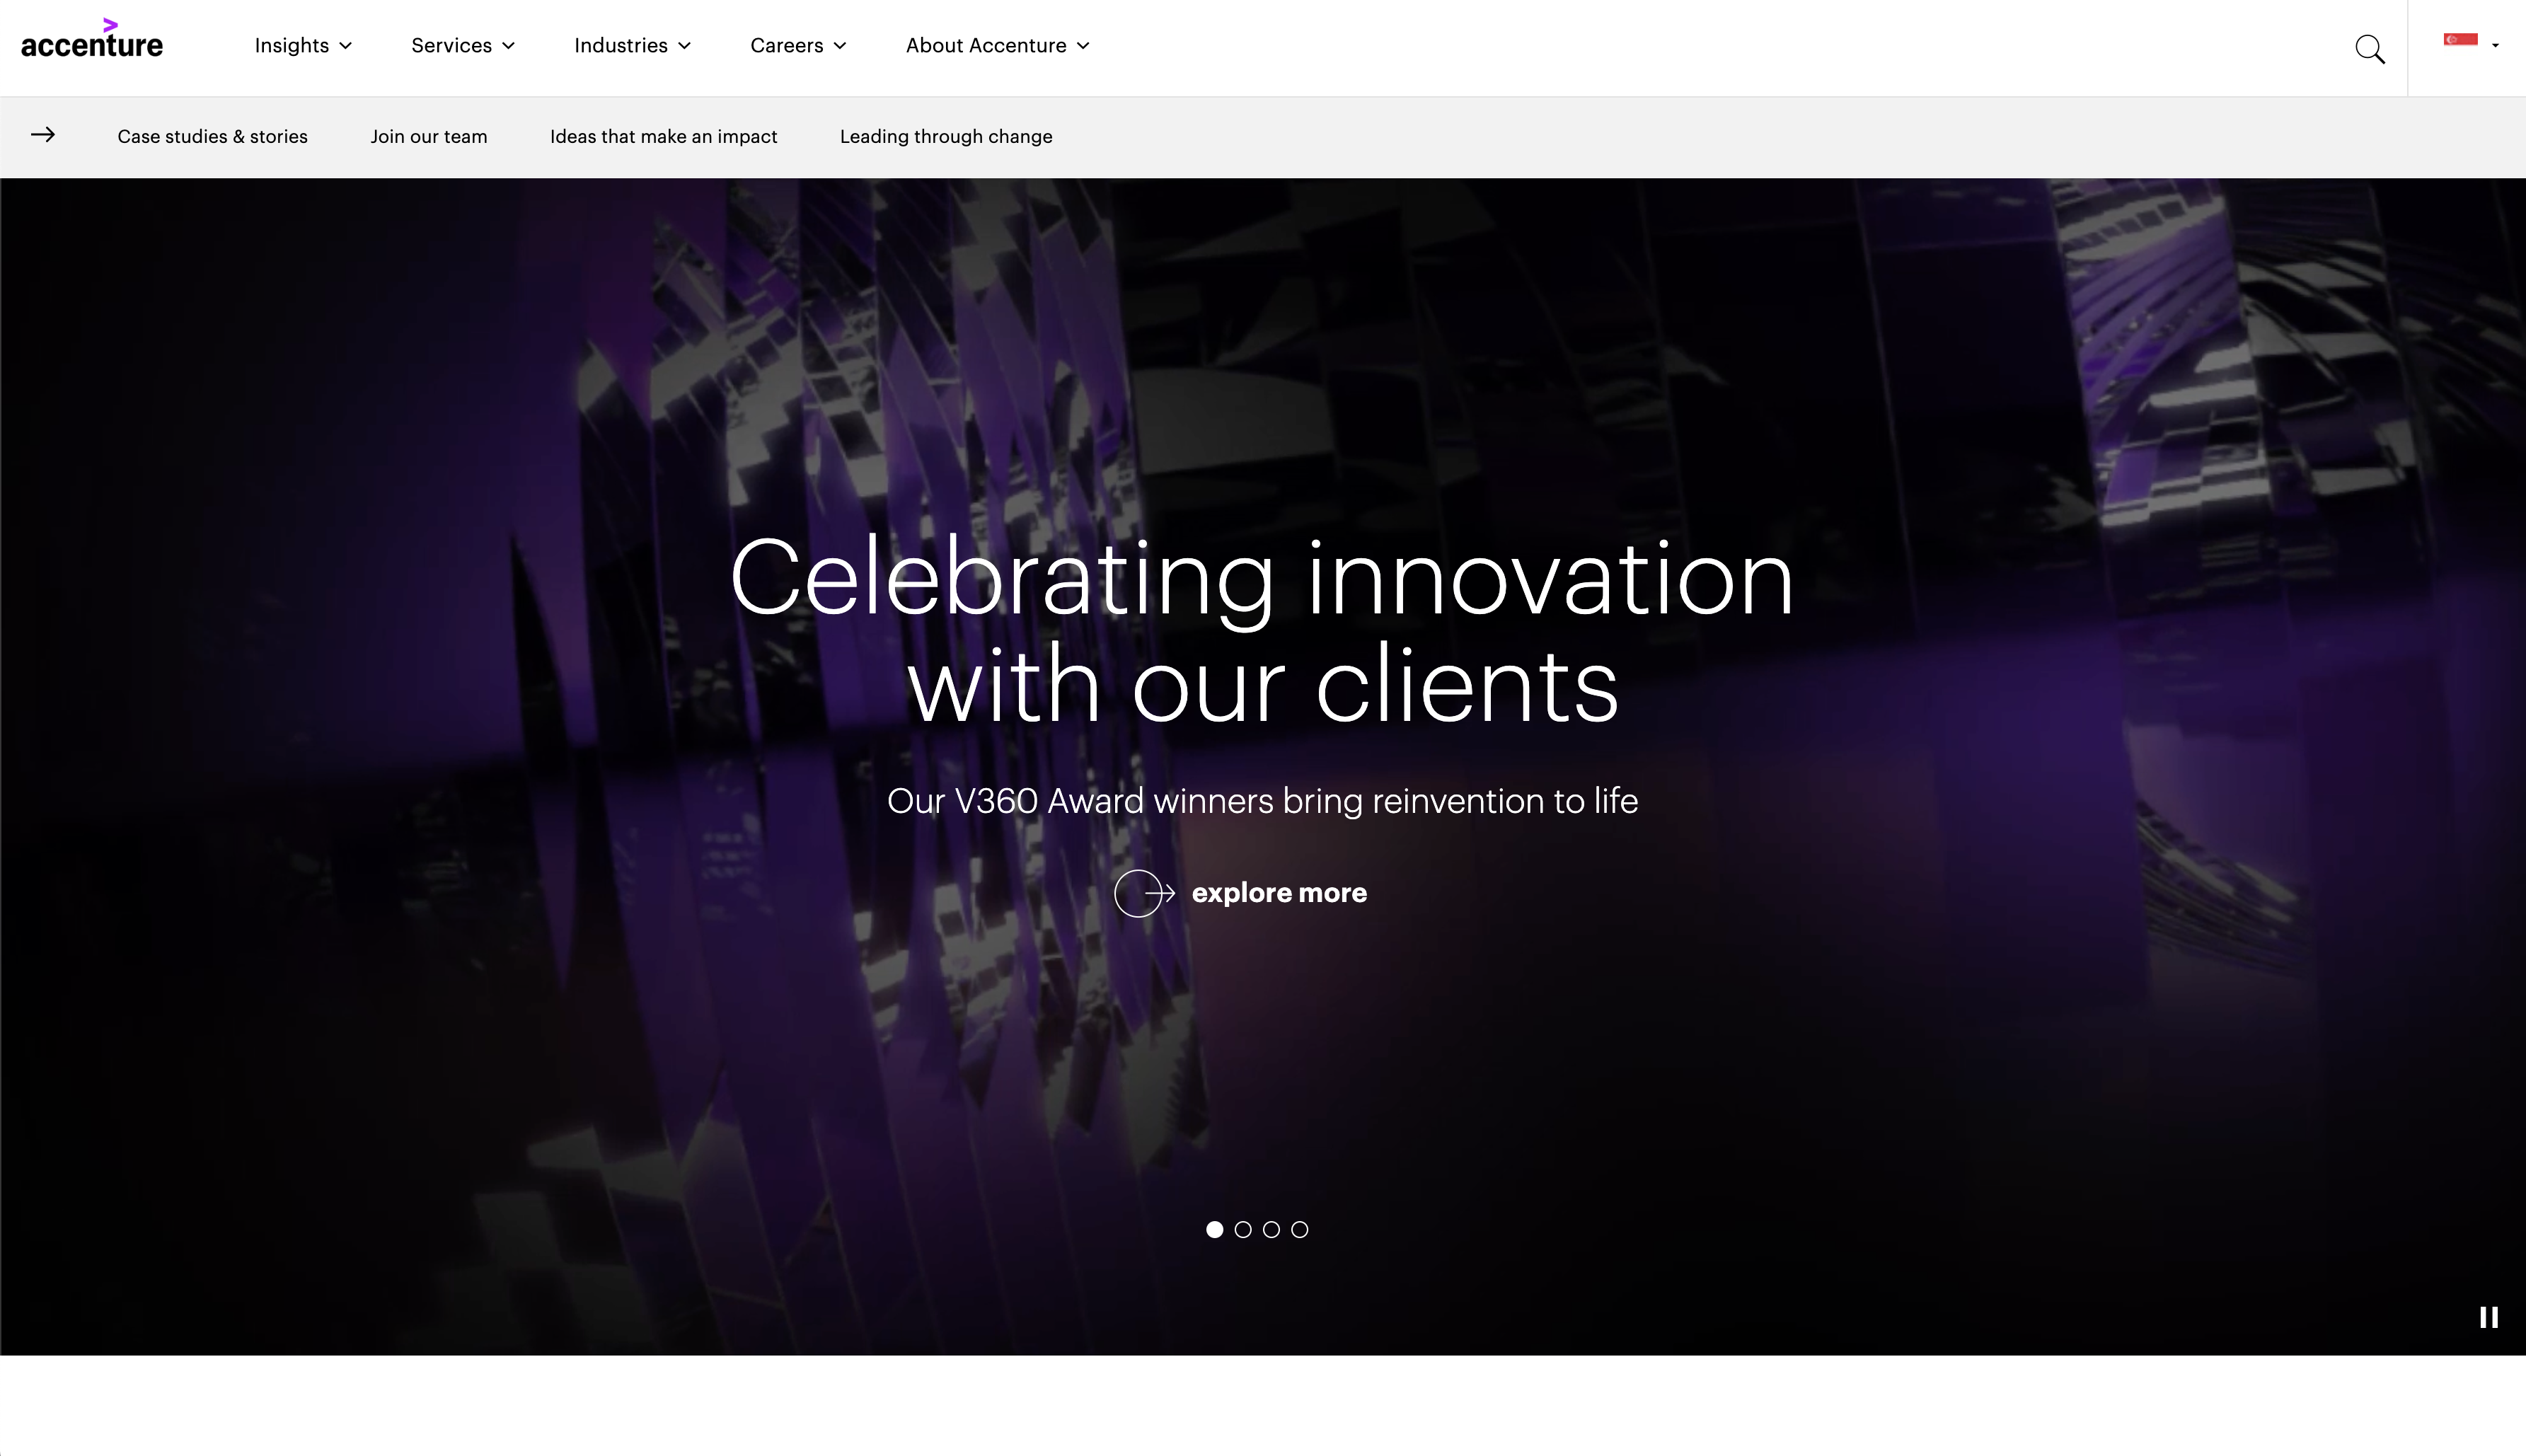 accenture
Insights
Services
Industries
Careers
About Accenture
Case studies & stories
Join our team
Ideas that make an impact
Leading through change
Celebrating innovation
with our clients
Our V360 Award winners bring reinvention to life
explore more